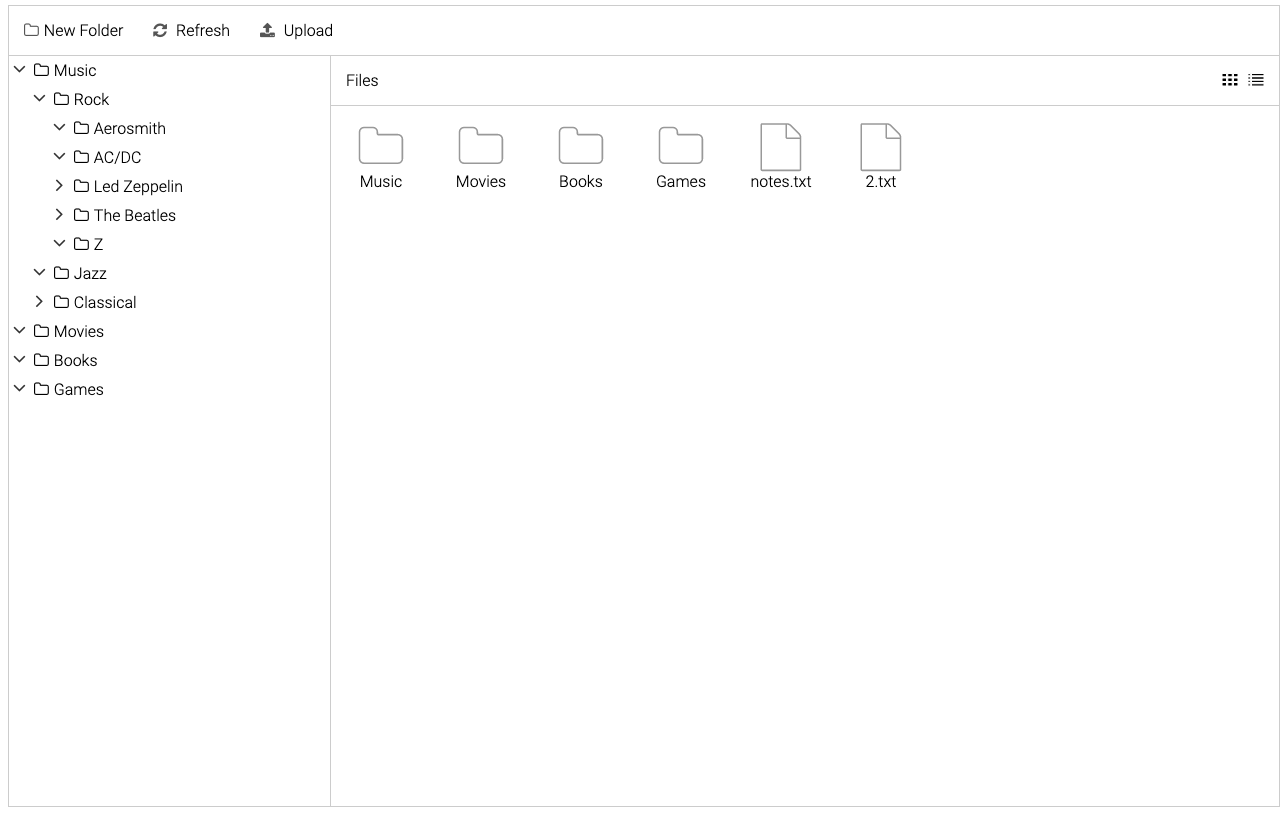 New Folder Refresh Upload
Music
Rock
Aerosmith
AC/DC
Led Zeppelin
The Beatles
Z
Jazz
Classical
Movies
Books
Games
Files
Music Movies Books Games notes.txt 2.txt